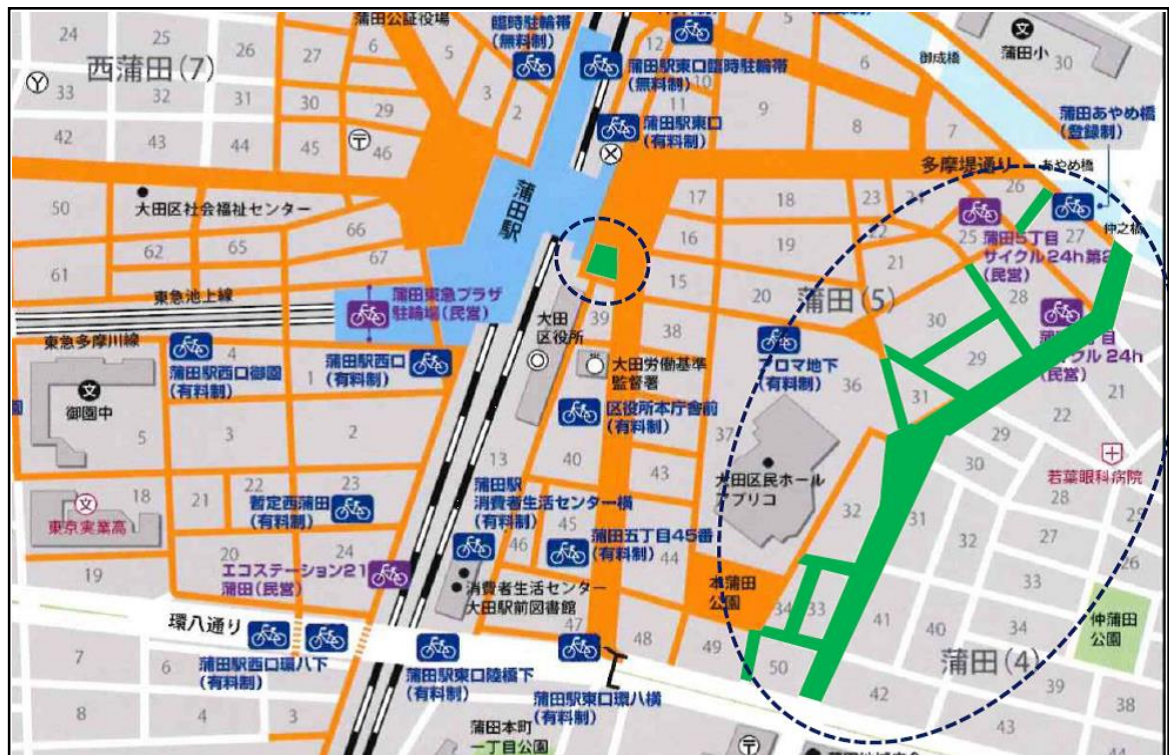 蒲田公証役場
臨時駐輪帯
(無料制)
蒲田駅東口臨時駐輪帯
(無料制)
蒲田小
御成橋
西蒲田(7)
蒲田駅東口
(有料制)
蒲田あやめ橋
(登録制)
多摩堤通り
あやめ橋
仲之橋
蒲田駅
大田区社会福祉センター
蒲田5丁目
サイクル24h第2
(民営)
蒲田(5)
東急池上線
蒲田東急プラザ
駐輪場(民営)
東急多摩川線
大田
区役所
大田労働基準
監督署
アロマ地下
(有料制)
サイクル 24h
(民営)
蒲田駅西口御園
(有料制)
蒲田駅西口
(有料制)
御園中
区役所本庁舎前
(有料制)
若葉眼科病院
大田区民ホール
アプリコ
蒲田駅
消費者生活センター横
(有料制)
暫定西蒲田
(有料制)
東京実業高
蒲田五丁目45番
(有料制)
エコステーション21
蒲田(民営)
消費者生活センター
大田駅前図書館
本蒲田
公園
仲蒲田
公園
環八通り
蒲田駅西口環八下
(有料制)
蒲田駅東口陸橋下
(有料制)
蒲田駅東口環八横
(有料制)
蒲田(4)
蒲田本町
一丁目公園